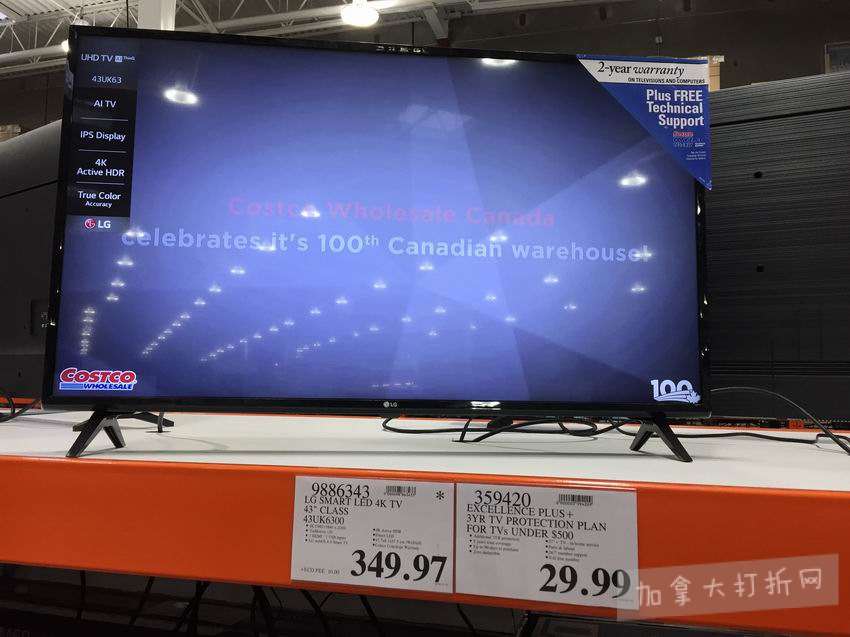 UHD TV AI ThinQ
43UK63
AI TV
IPS Display
4K
Active HDR
True Color
Accuracy
LG
2-year warranty
ON TELEVISIONS AND COMPUTERS
Plus FREE
Technical
Support
COSTCO
Costco Wholesale Canada
celebrates it's 100th Canadian warehouse!
COSTCO
WHOLESALE
100
LG
9886343
*
LG SMART LED 4K TV
43" CLASS
43UK6300
349.97
359420
EXCELLENCE PLUS+
3YR TV PROTECTION PLAN
FOR TVs UNDER $500
29.99
加拿大打折网